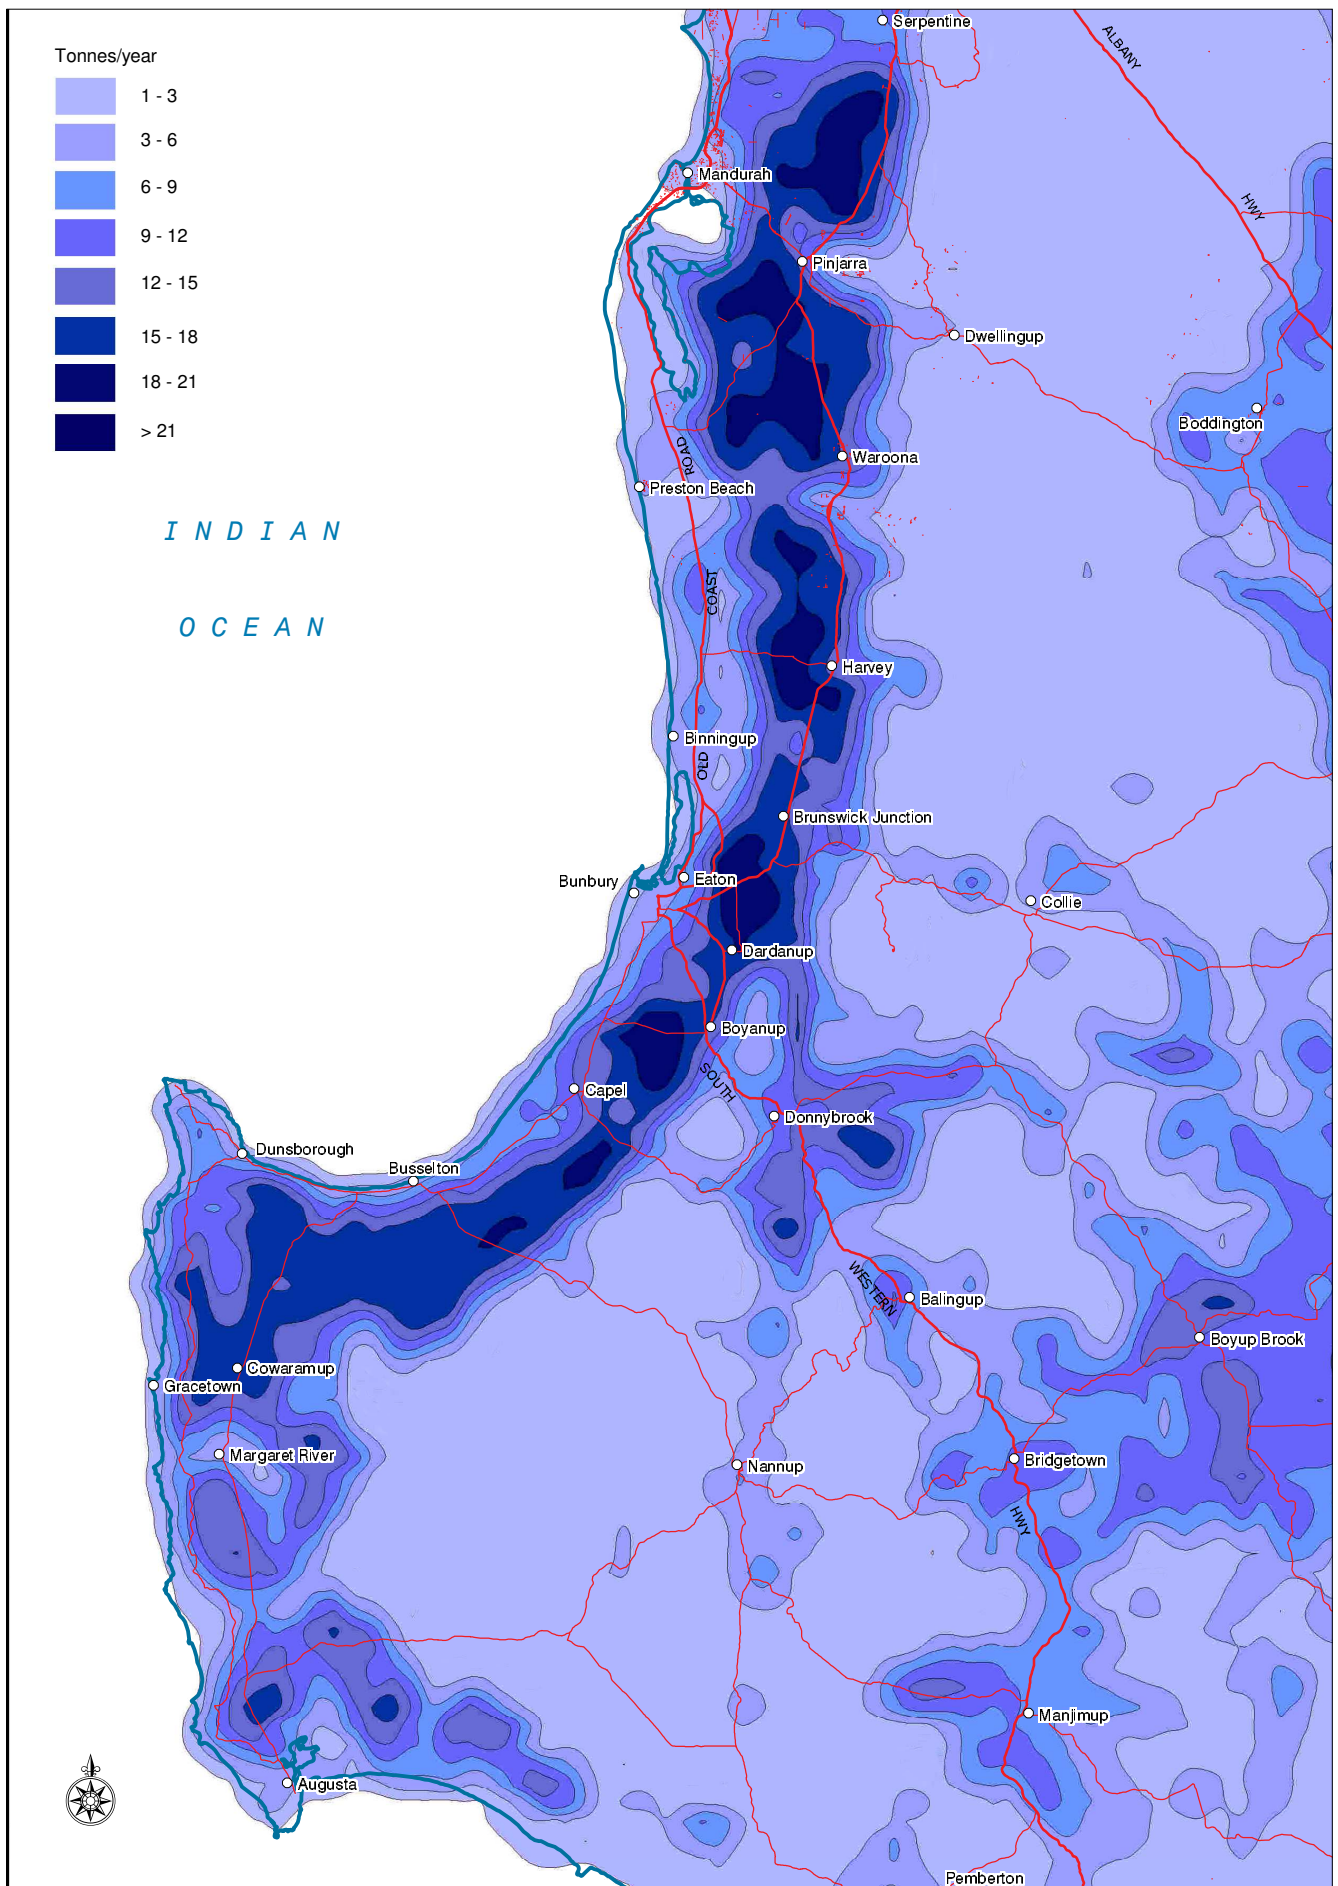 Tonnes/year
1 - 3
3 - 6
6 - 9
9 - 12
12 - 15
15 - 18
18 - 21
> 21
INDIAN
OCEAN
Serpentine
ALBANY
HWY
Mandurah
Pinjarra
Dwellingup
Boddington
Waroona
ROAD
Preston Beach
COAST
Harvey
Binningup
OLD
Brunswick Junction
Bunbury
Eaton
Collie
Dardanup
Boyanup
SOUTH
Capel
Donnybrook
Dunsborough
Busselton
WESTERN
Balingup
Boyup Brook
Cowaramup
Gracetown
Margaret River
Nannup
Bridgetown
HWY
Manjimup
Augusta
Pemberton